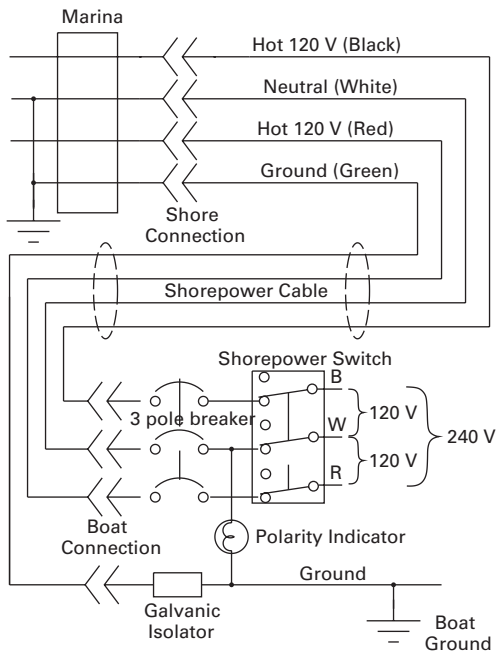 Marina
Hot 120 V (Black)
Neutral (White)
Hot 120 V (Red)
Ground (Green)
Shore
Connection
Shorepower Cable
Shorepower Switch
B
3 pole breaker
120 V
W
240 V
120 V
R
Boat
Connection
Polarity Indicator
Ground
Galvanic
Isolator
Boat
Ground